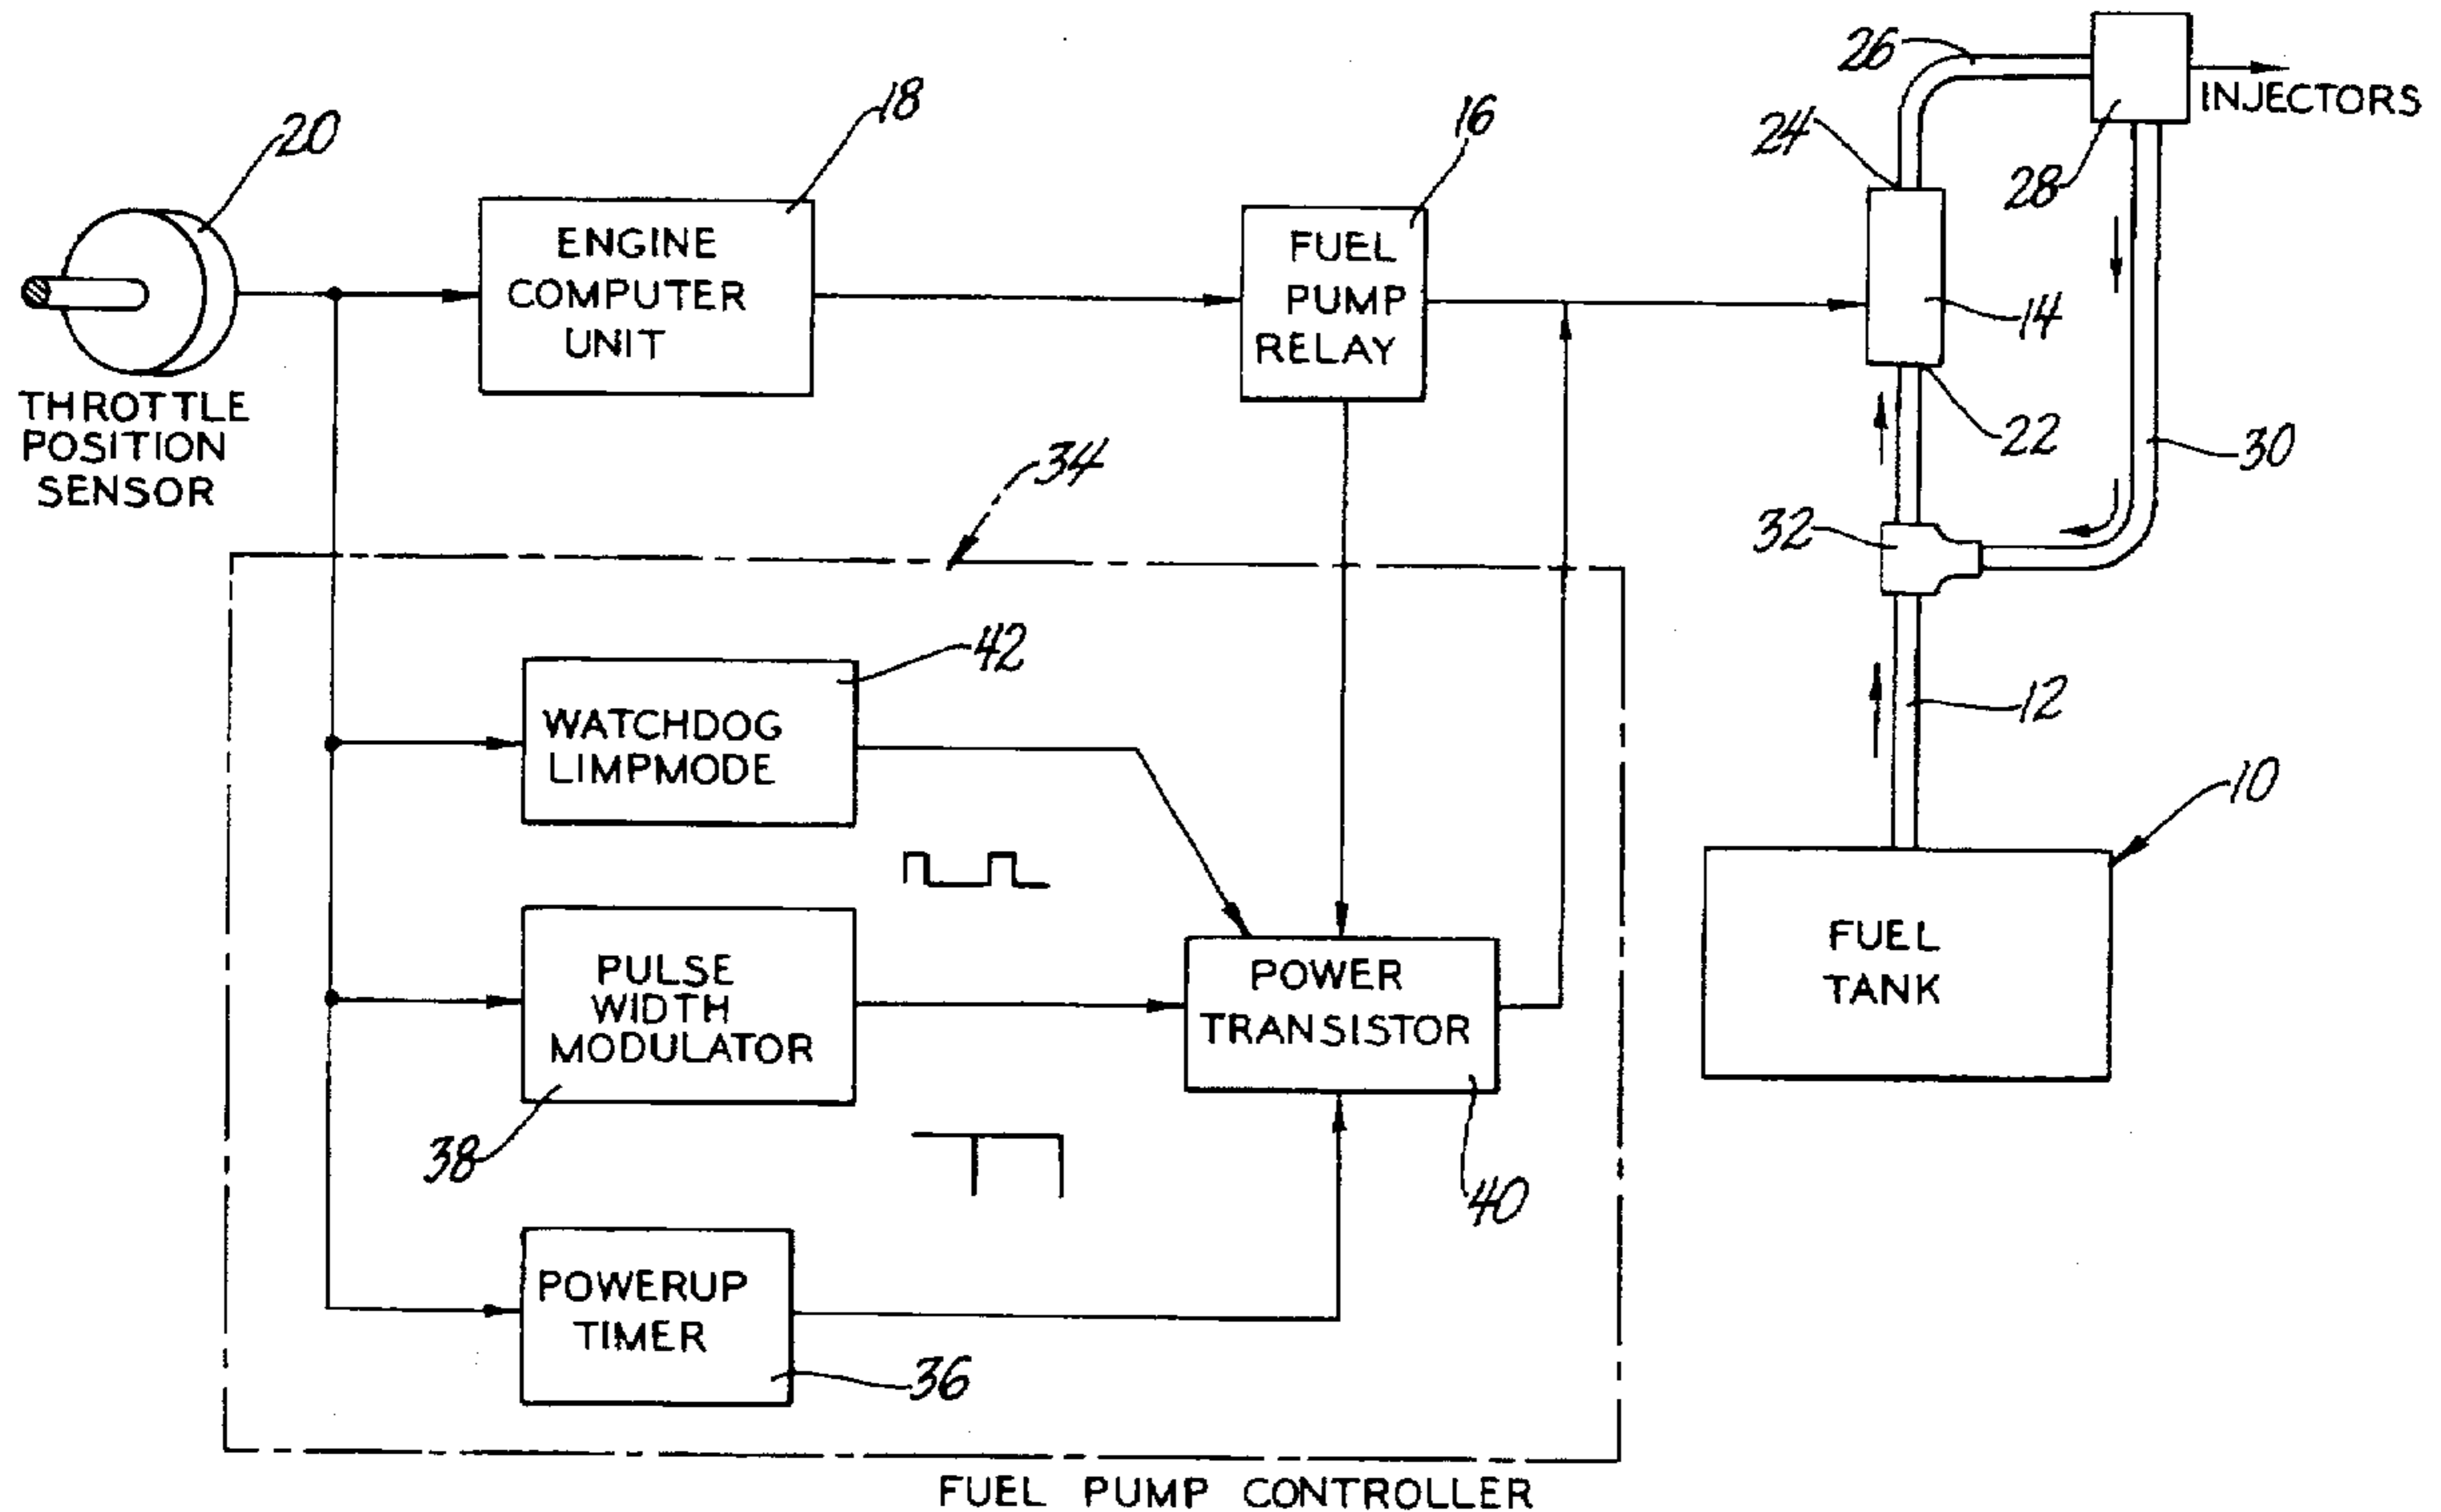 26
INJECTORS
18
16
24
28
20
ENGINE
COMPUTER
UNIT
FUEL
PUMP
RELAY
14
THROTTLE
POSITION
SENSOR
22
30
34
32
42
WATCHDOG
LIMPMODE
12
10
FUEL
TANK
PULSE
WIDTH
MODULATOR
POWER
TRANSISTOR
38
40
POWERUP
TIMER
36
FUEL PUMP CONTROLLER